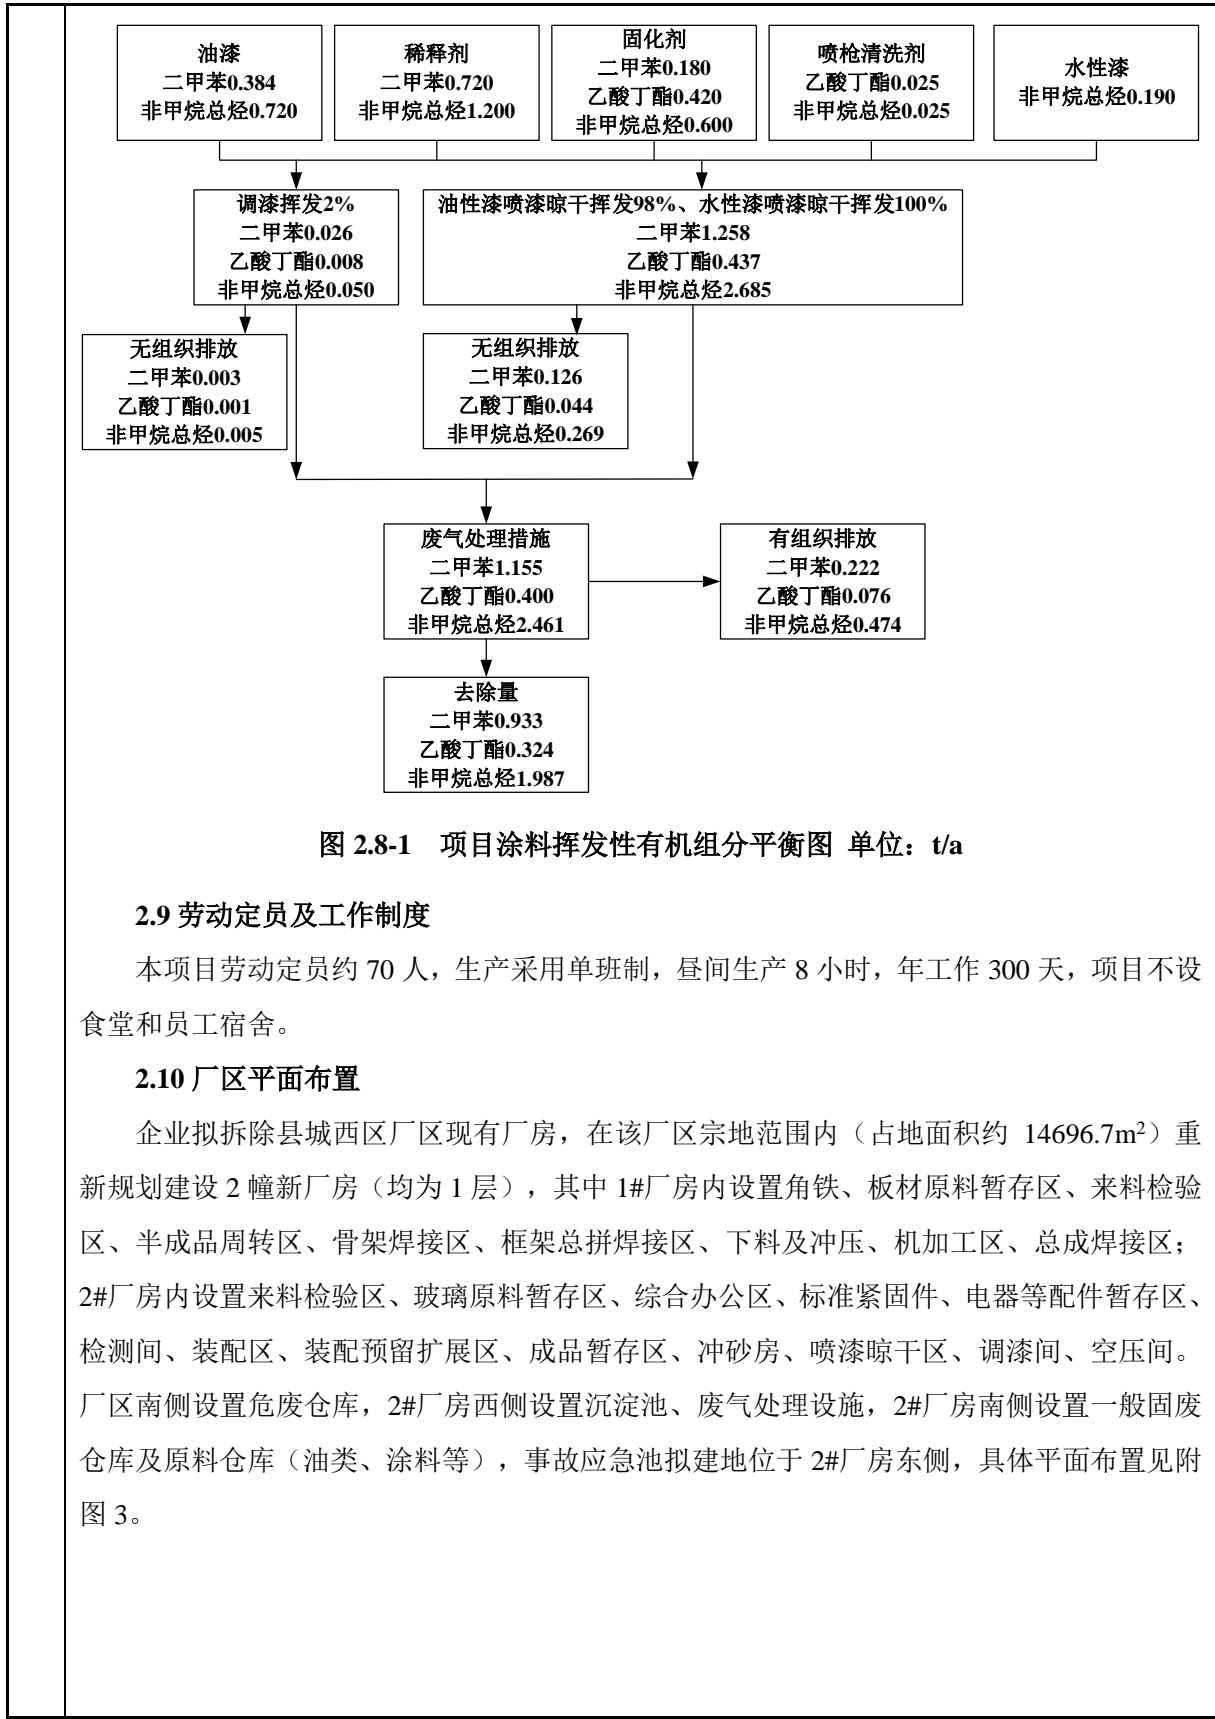 油漆
二甲苯0.384
非甲烷总烃0.720
稀释剂
二甲苯0.720
非甲烷总烃1.200
固化剂
二甲苯0.180
乙酸丁酯0.420
非甲烷总烃0.600
喷枪清洗剂
乙酸丁酯0.025
非甲烷总烃0.025
水性漆
非甲烷总烃0.190
调漆挥发2%
二甲苯0.026
乙酸丁酯0.008
非甲烷总烃0.050
油性漆喷漆晾干挥发98%、水性漆喷漆晾干挥发100%
二甲苯1.258
乙酸丁酯0.437
非甲烷总烃2.685
无组织排放
二甲苯0.003
乙酸丁酯0.001
非甲烷总烃0.005
无组织排放
二甲苯0.126
乙酸丁酯0.044
非甲烷总烃0.269
废气处理措施
二甲苯1.155
乙酸丁酯0.400
非甲烷总烃2.461
有组织排放
二甲苯0.222
乙酸丁酯0.076
非甲烷总烃0.474
去除量
二甲苯0.933
乙酸丁酯0.324
非甲烷总烃1.987
图 2.8-1 项目涂料挥发性有机组分平衡图 单位：t/a
2.9 劳动定员及工作制度
本项目劳动定员约 70 人，生产采用单班制，昼间生产 8 小时，年工作 300 天，项目不设
食堂和员工宿舍。
2.10 厂区平面布置
企业拟拆除县城西区厂区现有厂房，在该厂区宗地范围内（占地面积约 14696.7m²）重
新规划建设 2 幢新厂房（均为 1 层），其中 1#厂房内设置角铁、板材原料暂存区、来料检验
区、半成品周转区、骨架焊接区、框架总拼焊接区、下料及冲压、机加工区、总成焊接区；
2#厂房内设置来料检验区、玻璃原料暂存区、综合办公区、标准紧固件、电器等配件暂存区、
检测间、装配区、装配预留扩展区、成品暂存区、冲砂房、喷漆晾干区、调漆间、空压间。
厂区南侧设置危废仓库，2#厂房西侧设置沉淀池、废气处理设施，2#厂房南侧设置一般固废
仓库及原料仓库（油类、涂料等），事故应急池拟建地位于 2#厂房东侧，具体平面布置见附
图 3。